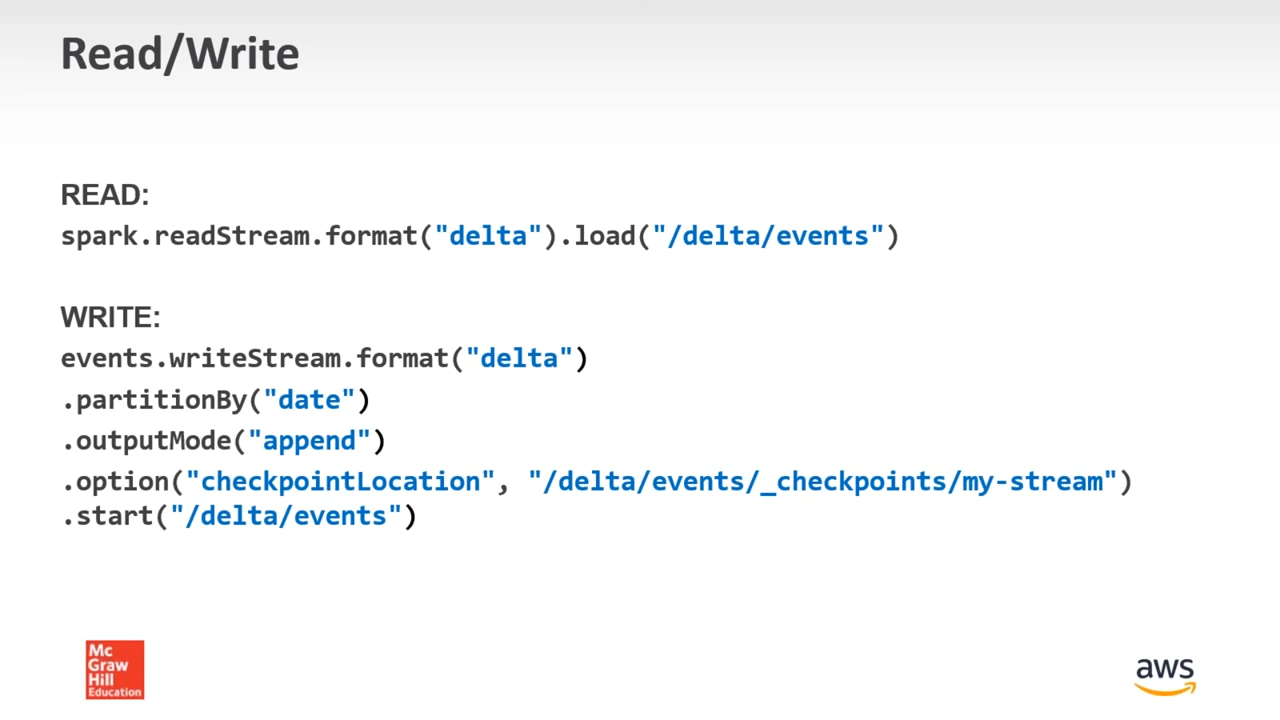 Read/Write
READ:
spark.readStream.format("delta").load("/delta/events")
WRITE:
events.writeStream.format("delta")
.partitionBy("date")
.outputMode("append")
.option("checkpointLocation", "/delta/events/_checkpoints/my-stream")
.start("/delta/events")
Mc
Graw
Hill
Education
aws